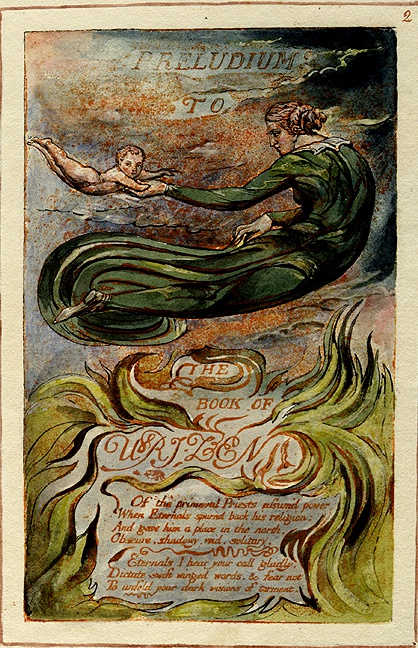 2
PRELUDIUM
TO
THE
BOOK OF
URIZEN
Of the primeval Priests assum'd power,
When Eternals spurn'd back his religion;
And gave him a place in the north,
Obscure, shadowy, void, solitary.
Eternals I hear your call gladly,
Dictate swift winged words, & fear not
To unfold your dark visions of torment.